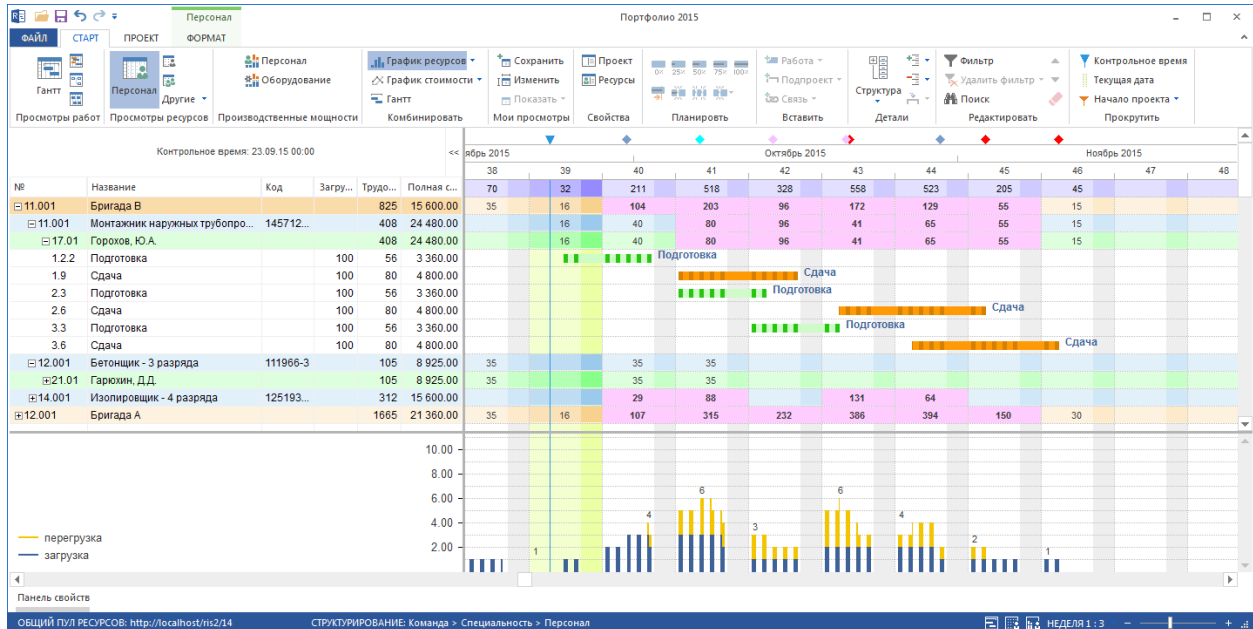 Персонал
Портфолио 2015
ФАЙЛ СТАРТ ПРОЕКТ ФОРМАТ
Гантт
Просмотры работ
Персонал
Другие
Просмотры ресурсов
Персонал
Оборудование
Производственные мощности
График ресурсов
График стоимости
Гантт
Комбинировать
Сохранить
Изменить
Показать
Мои просмотры
Проект
Ресурсы
Свойства
0% 25% 50% 75% 100%
Планировть
Работа
Подпроект
Связь
Вставить
Структура
Детали
Фильтр
Удалить фильтр
Поиск
Редактировать
Контрольное время
Текущая дата
Начало проекта
Прокрутить
Контрольное время: 23.09.15 00:00
<< ябрь 2015 Октябрь 2015 Ноябрь 2015
38 39 40 41 42 43 44 45 46 47 48
№ Название Код Загру... Трудо... Полная с... 70 32 211 518 328 558 523 205 45
11.001 Бригада В 825 15 600.00 35 16 104 203 96 172 129 55 15
11.001 Монтажник наружных трубопро... 145712... 408 24 480.00 16 40 80 96 41 65 55 15
17.01 Горохов, Ю.А. 408 24 480.00 16 40 80 96 41 65 55 15
1.2.2 Подготовка 100 56 3 360.00 Подготовка
1.9 Сдача 100 80 4 800.00 Сдача
2.3 Подготовка 100 56 3 360.00 Подготовка
2.6 Сдача 100 80 4 800.00 Сдача
3.3 Подготовка 100 56 3 360.00 Подготовка
3.6 Сдача 100 80 4 800.00 Сдача
12.001 Бетонщик - 3 разряда 111966-3 105 8 925.00 35 35 35
21.01 Гарюхин, Д.Д. 105 8 925.00 35 35 35
14.001 Изолировщик - 4 разряда 125193... 312 15 600.00 29 88 131 64
12.001 Бригада А 1665 21 360.00 35 16 107 315 232 386 394 150 30
10.00
8.00
6.00
4.00
2.00
1 4 6 3 6 4 2 1
перегрузка
загрузка
Панель свойств
ОБЩИЙ ПУЛ РЕСУРСОВ: http://localhost/ris2/14 СТРУКТУРИРОВАНИЕ: Команда > Специальность > Персонал НЕДЕЛЯ 1 : 3